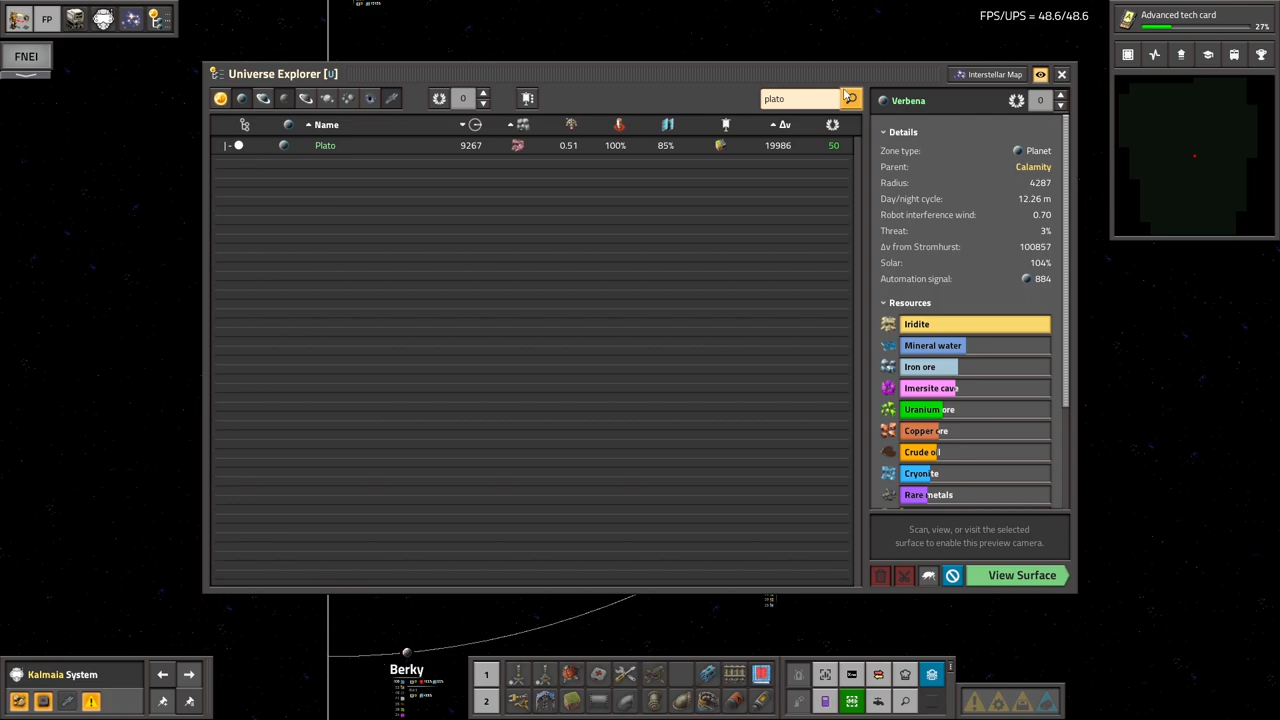 FP
FPS/UPS = 48.6/48.6
Advanced tech card
27%
FNEI
Universe Explorer [U]
Interstellar Map
0
plato
Verbena
0
Name
Δv
Plato
9267
0.51
100%
85%
19986
50
Details
Zone type:
Planet
Parent:
Calamity
Radius:
4287
Day/night cycle:
12.26 m
Robot interference wind:
0.70
Threat:
3%
Δv from Stromhurst:
100857
Solar:
104%
Automation signal:
884
Resources
Iridite
Mineral water
Iron ore
Imersite cave
Uranium ore
Copper ore
Crude oil
Cryonite
Rare metals
Scan, view, or visit the selected
surface to enable this preview camera.
View Surface
Berky
Kalmaia System
1
2